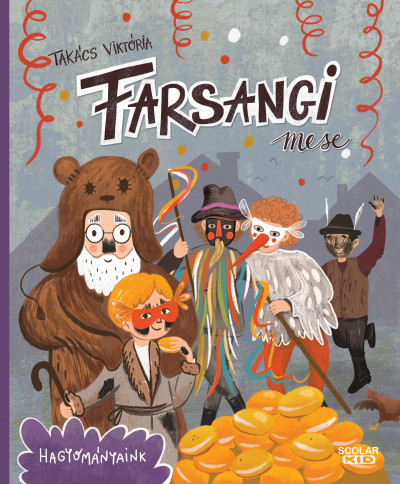 TAKÁCS VIKTÓRIA
FARSANGI
mese
HAGYOMÁNYAINK
SCOLAR
KID